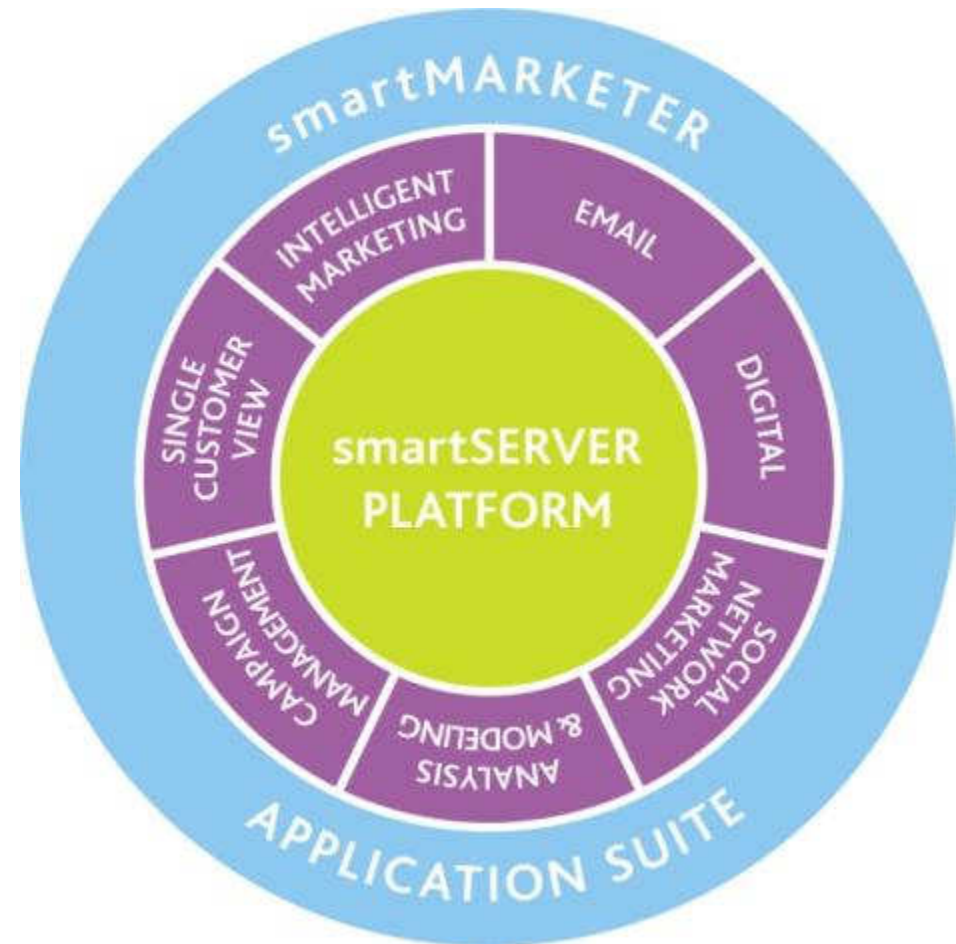 smartMARKETER
INTELLIGENT
MARKETING
EMAIL
DIGITAL
SOCIAL
NETWORK
MARKETING
ANALYSIS
& MODELING
CAMPAIGN
MANAGEMENT
SINGLE
CUSTOMER
VIEW
smartSERVER
PLATFORM
APPLICATION SUITE